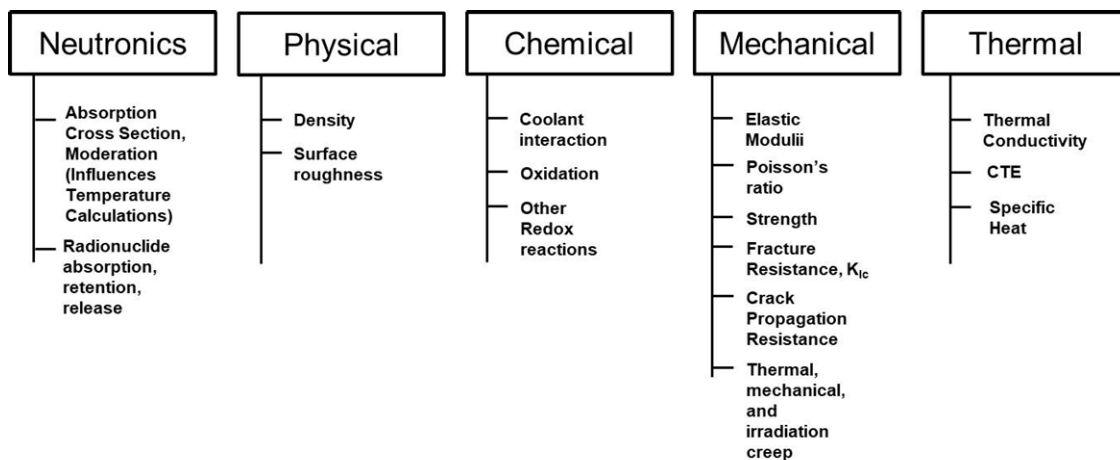 Neutronics
Absorption
Cross Section,
Moderation
(Influences
Temperature
Calculations)
Radionuclide
absorption,
retention,
release
Physical
Density
Surface
roughness
Chemical
Coolant
interaction
Oxidation
Other
Redox
reactions
Mechanical
Elastic
Modulii
Poisson's
ratio
Strength
Fracture
Resistance, KIc
Crack
Propagation
Resistance
Thermal,
mechanical,
and
irradiation
creep
Thermal
Thermal
Conductivity
CTE
Specific
Heat